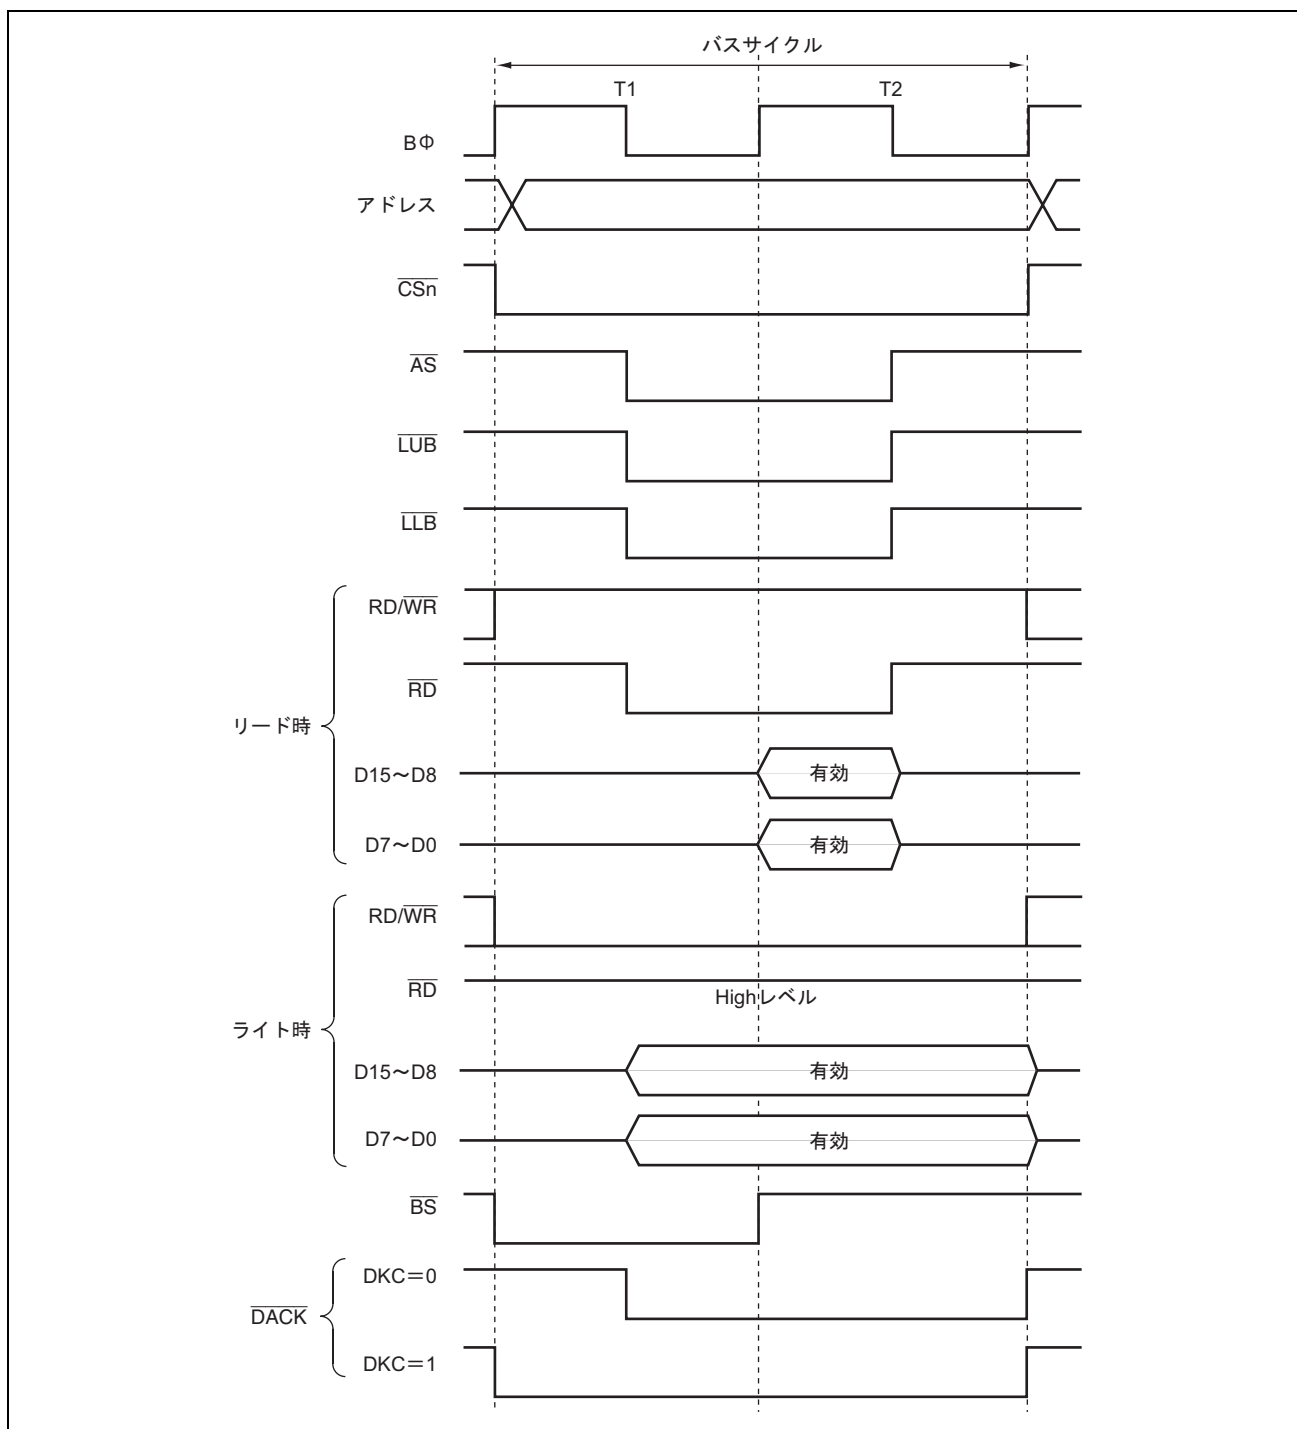 バスサイクル
T1
T2
BΦ
アドレス
CSn
AS
LUB
LLB
リード時
RD/WR
RD
D15～D8
有効
D7～D0
有効
ライト時
RD/WR
RD
Highレベル
D15～D8
有効
D7～D0
有効
BS
DACK
DKC＝0
DKC＝1